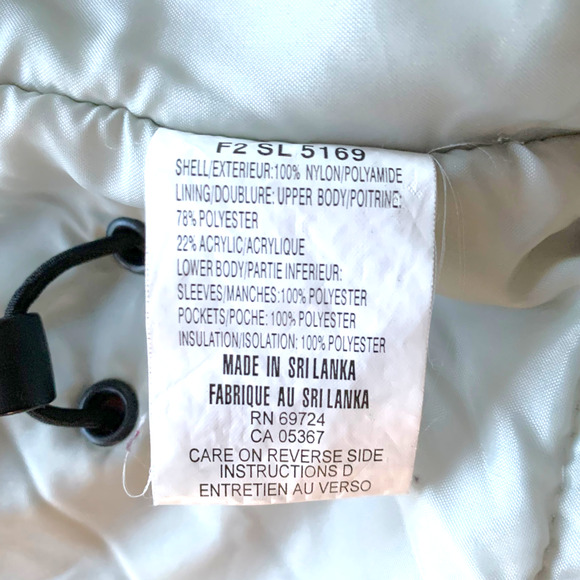 F2 SL 5169
SHELL/EXTERIEUR:100% NYLON/POLYAMIDE
LINING/DOUBLURE: UPPER BODY/POITRINE:
78% POLYESTER
22% ACRYLIC/ACRYLIQUE
LOWER BODY/PARTIE INFERIEUR:
SLEEVES/MANCHES:100% POLYESTER
POCKETS/POCHE: 100% POLYESTER
INSULATION/ISOLATION: 100% POLYESTER
MADE IN SRI LANKA
FABRIQUE AU SRI LANKA
RN 69724
CA 05367
CARE ON REVERSE SIDE
INSTRUCTIONS D
ENTRETIEN AU VERSO